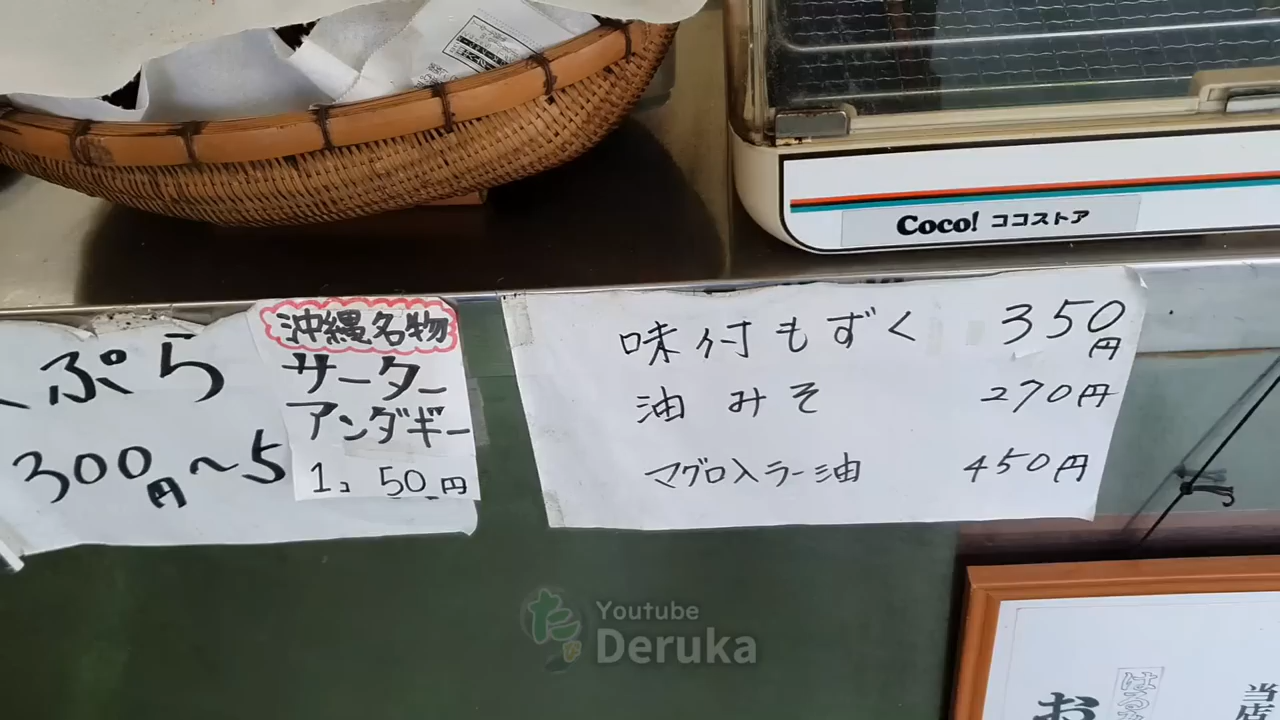 Coco! ココストア
ぷら
300円～5
沖縄名物
サーター
アンダギー
1コ 50円
味付もずく 350円
油みそ 270円
マグロ入ラー油 450円
Youtube
Deruka
お
当店